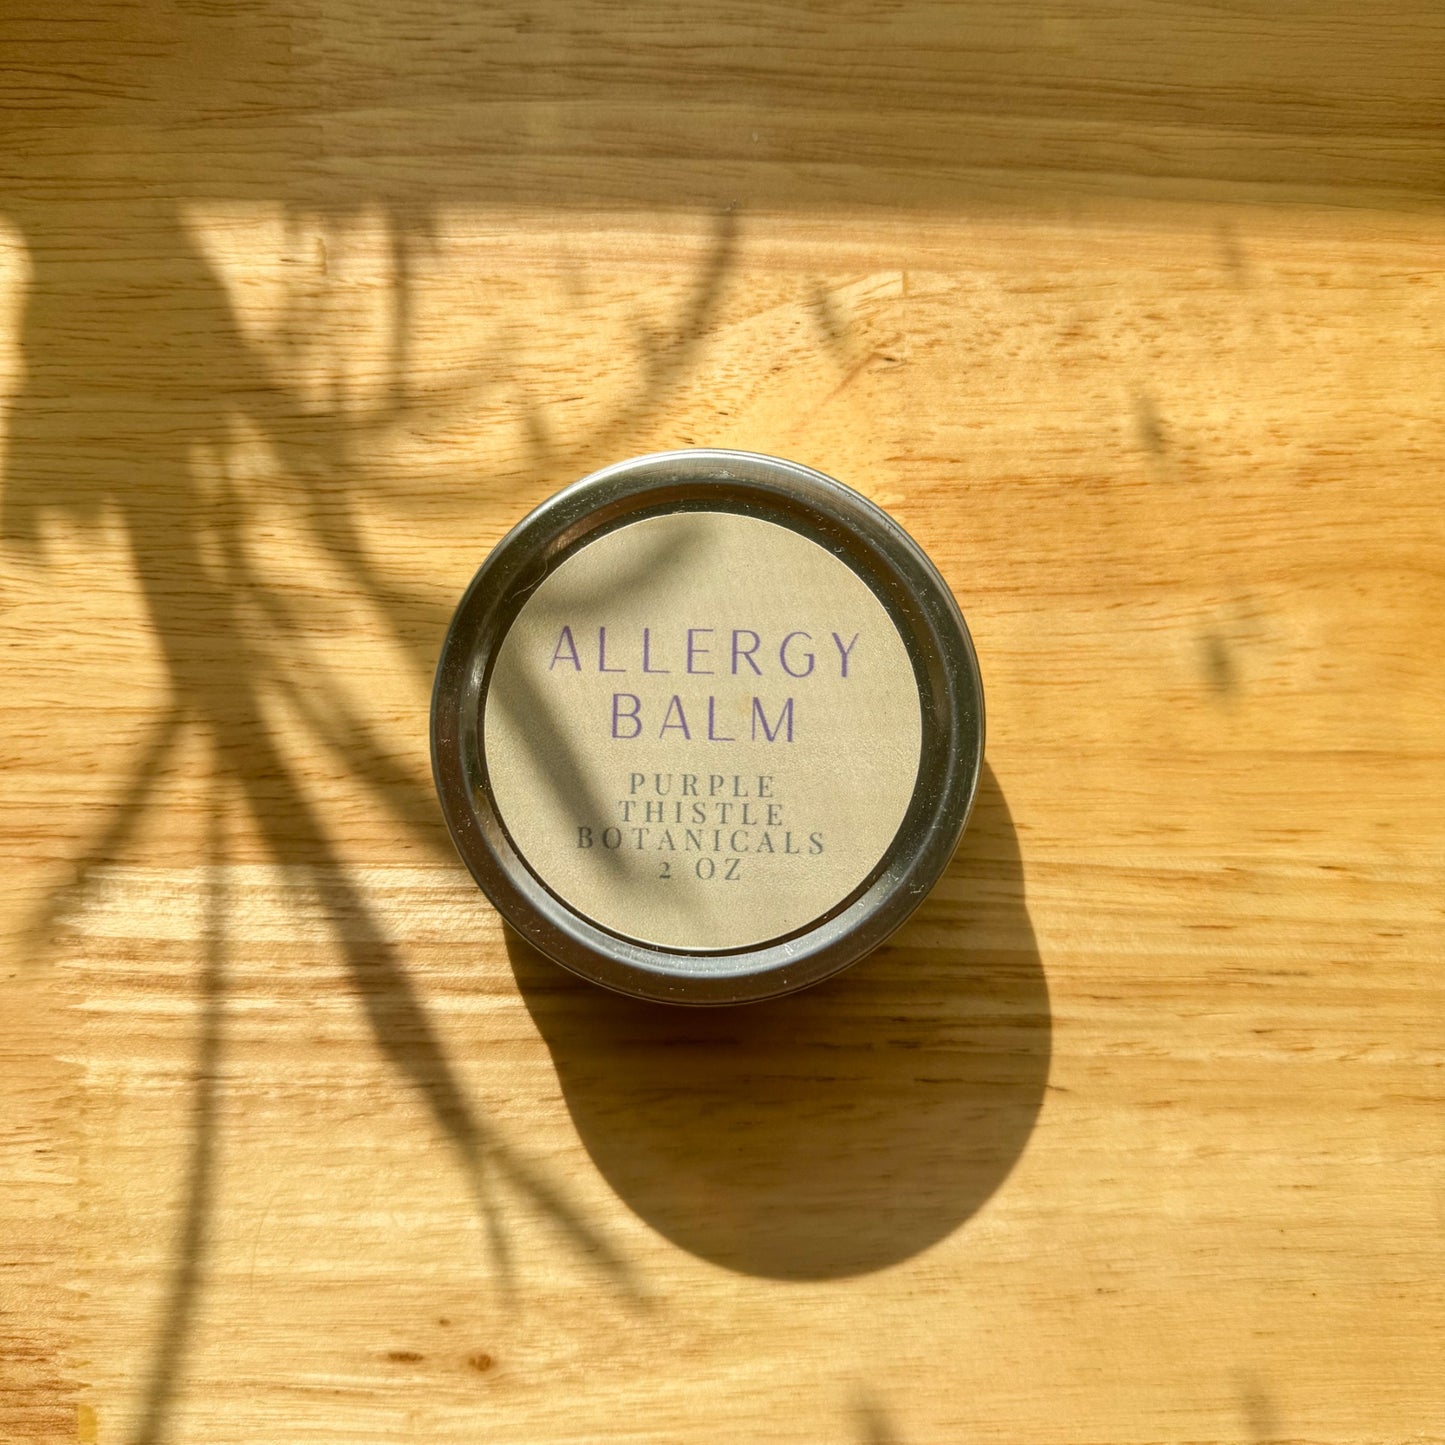 ALLERGY
BALM
PURPLE
THISTLE
BOTANICALS
2 OZ